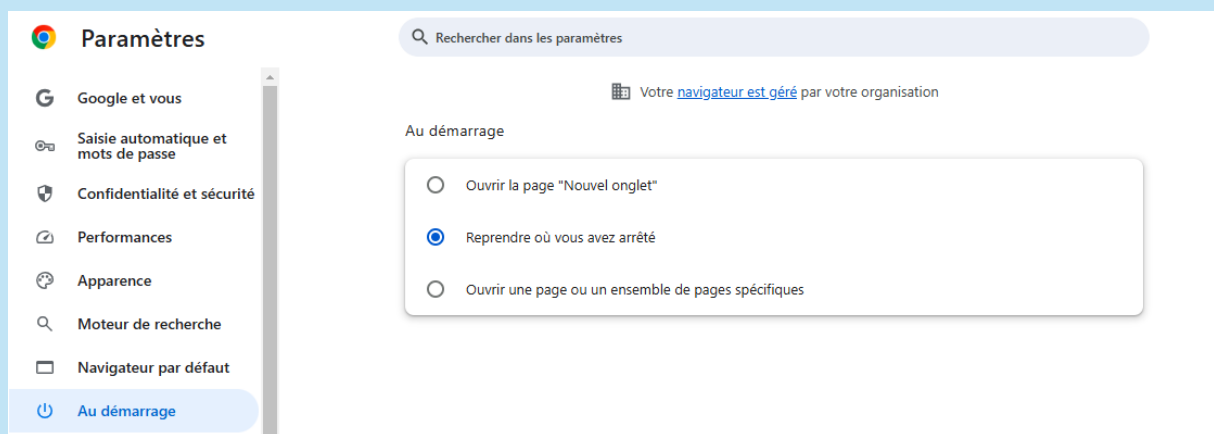 Paramètres
Rechercher dans les paramètres
Google et vous
Saisie automatique et
mots de passe
Confidentialité et sécurité
Performances
Apparence
Moteur de recherche
Navigateur par défaut
Au démarrage
Votre navigateur est géré par votre organisation
Au démarrage
Ouvrir la page "Nouvel onglet"
Reprendre où vous avez arrêté
Ouvrir une page ou un ensemble de pages spécifiques